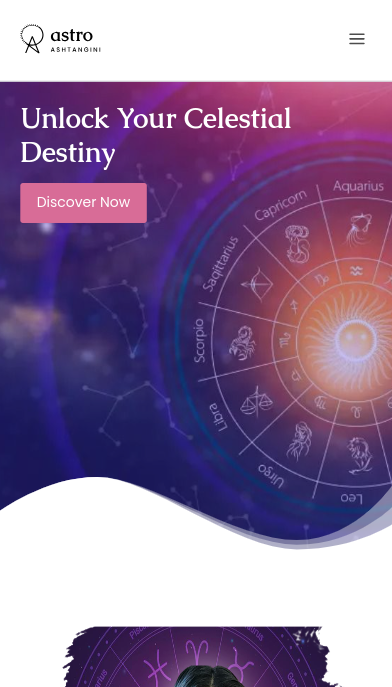 astro
ASHTANGINI
Unlock Your Celestial
Destiny
Discover Now
Aquarius
Capricorn
Sagittarius
Scorpio
Libra
Virgo
Leo